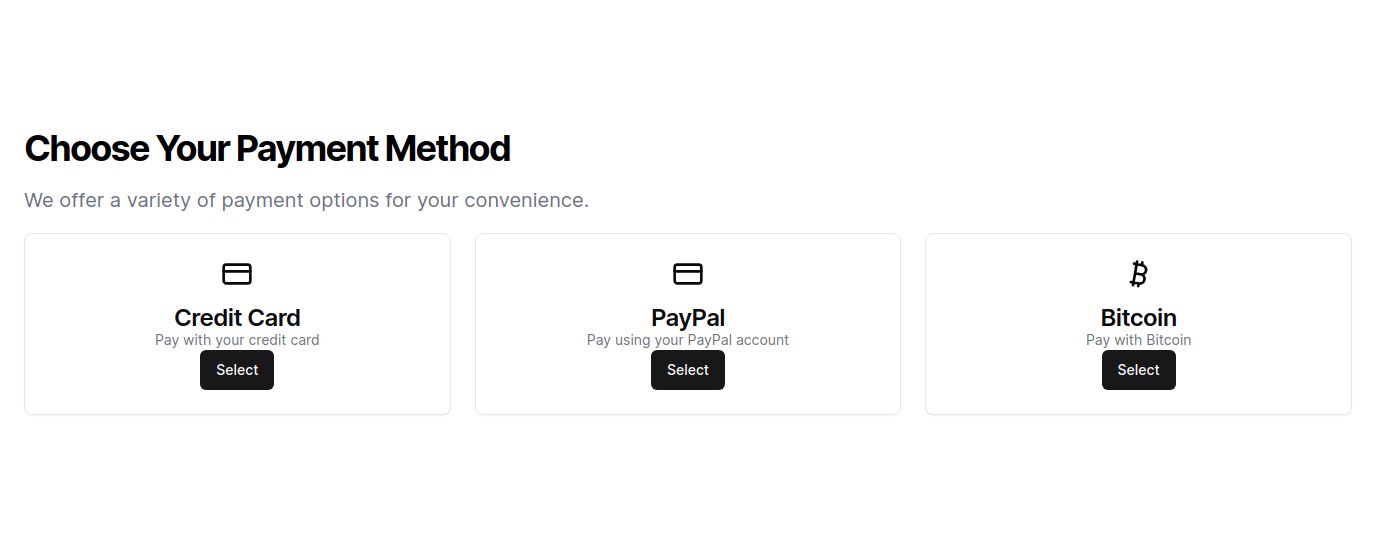 Choose Your Payment Method
We offer a variety of payment options for your convenience.
Credit Card
Pay with your credit card
Select
PayPal
Pay using your PayPal account
Select
Bitcoin
Pay with Bitcoin
Select